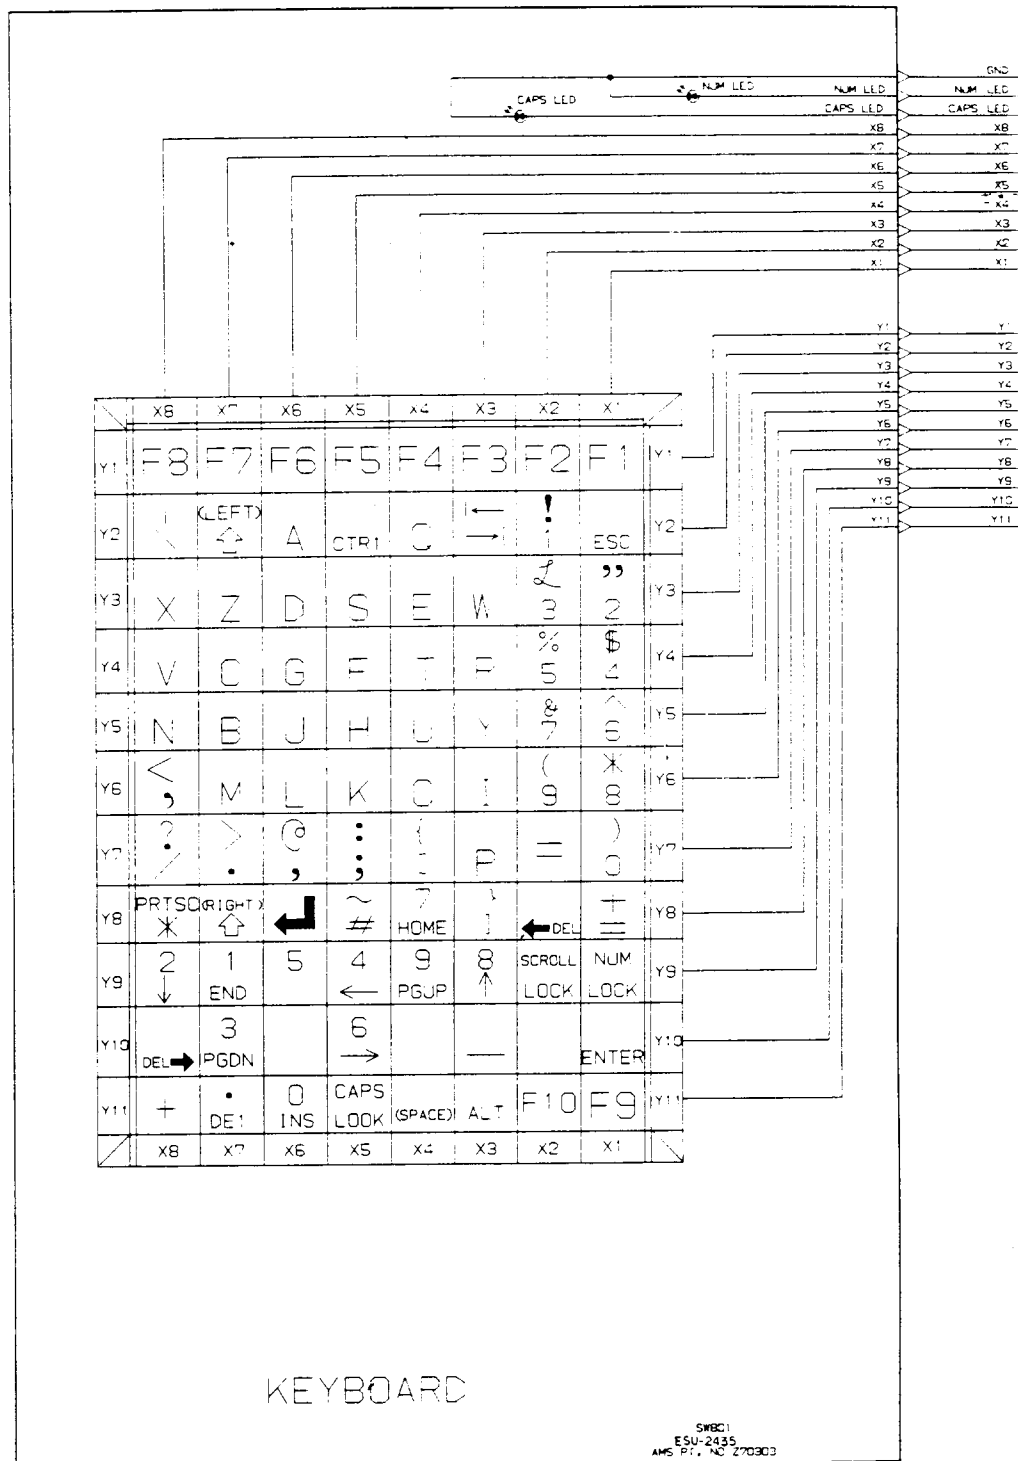 GND
NUM LED NUM LED NUM LED
CAPS LED CAPS LED CAPS LED
X8 X8
X7 X7
X6 X6
X5 X5
X4 X4
X3 X3
X2 X2
X1 X1
Y1 Y1
Y2 Y2
Y3 Y3
Y4 Y4
Y5 Y5
Y6 Y6
Y7 Y7
Y8 Y8
Y9 Y9
Y10 Y10
Y11 Y11
X8 X7 X6 X5 X4 X3 X2 X1
Y1 F8 F7 F6 F5 F4 F3 F2 F1 Y1
(LEFT) !
Y2 \ A CTRl Q 1 ESC Y2
£ "
Y3 X Z D S E W 3 2 Y3
% $
Y4 V C G F T R 5 4 Y4
& ^
Y5 N B J H U Y 7 6 Y5
< ( *
Y6 , M L K O I 9 8 Y6
? > @ : { )
Y7 / . , ; [ P = 0 Y7
PRTSC (RIGHT) ~ 7 } +
Y8 * # HOME ] ←DEL = Y8
2 1 5 4 9 8 SCROLL NUM
Y9 ↓ END ← PGUP ↑ LOCK LOCK Y9
3 6
Y10 DEL→ PGDN → — ENTER Y10
. 0 CAPS
Y11 + DEl INS LOOK (SPACE) ALT F10 F9 Y11
X8 X7 X6 X5 X4 X3 X2 X1
KEYBOARD
SW801
ESU-2435
AMS PT. NO Z70303